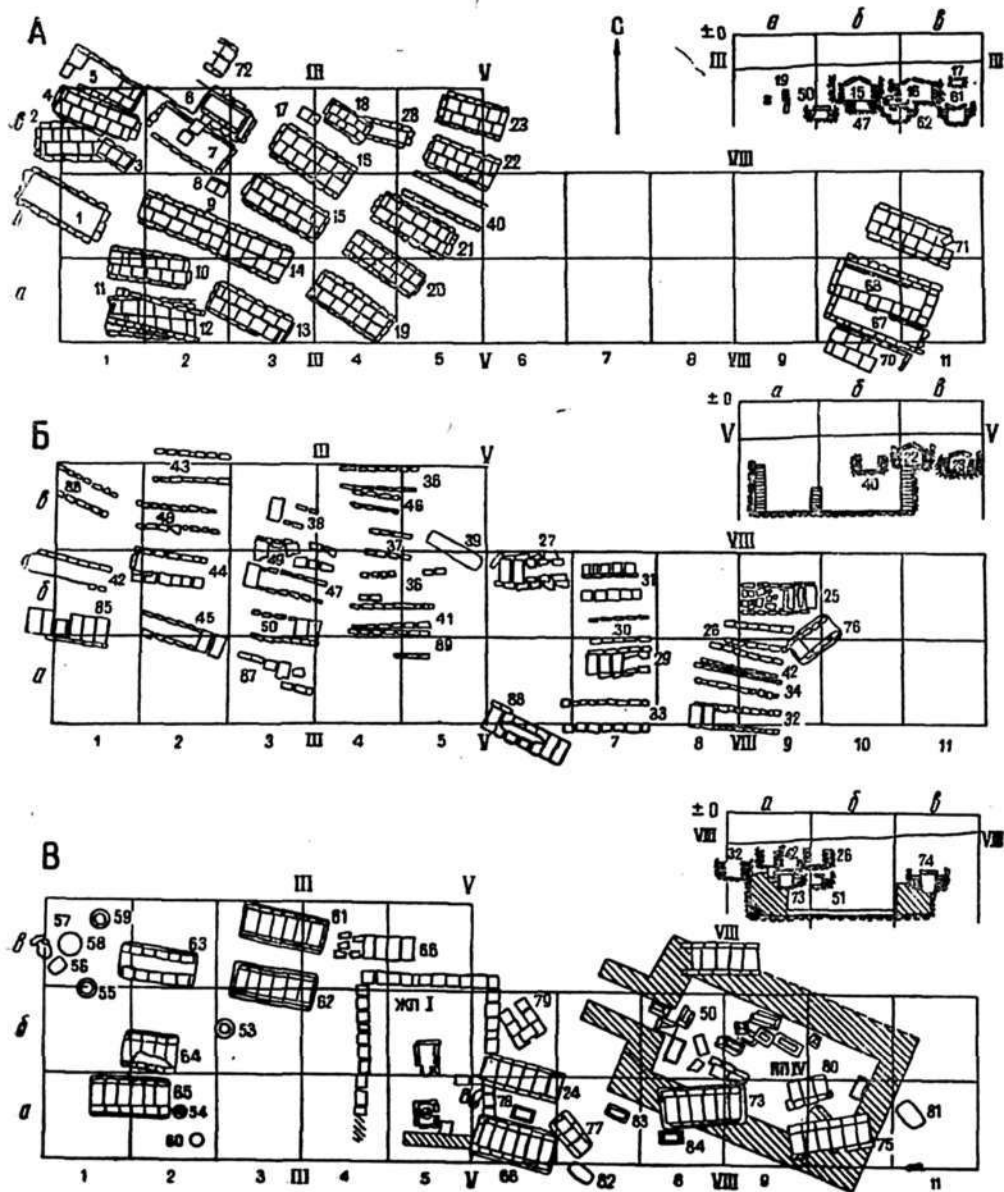 А
С
± 0 а б в
III III
19 50 15 47 16 62 17 61
72 III V
5 4 6 17 18 28 23
в 2 3 7 16 22
8 9 40 VIII
б 1 15 21 71
10 14 20 68
а 11 12 13 19 67 70
1 2 3 III 4 5 V 6 7 8 VIII 9 11
Б
± 0 а б в
V V
22 40
43 III V
в 48 38 46
37 39 27 VIII
49 31
42 44 47 36 25
б 85 45 50 41 30 26 76
89 29 42
а 87 34
88 33 32
1 2 3 III 4 5 V 7 8 VIII 9 10 11
В
± 0 а б в
VIII VIII
32 42 26 74
73 51
III V
57 59 61 VIII
в 58 63 66
56
55 62 ЖП I 79 50
б 53
64 80
65 24 73
а 54 78 83 81
77
60 84 75
68 82
1 2 3 III 4 5 V 8 VIII 9 11